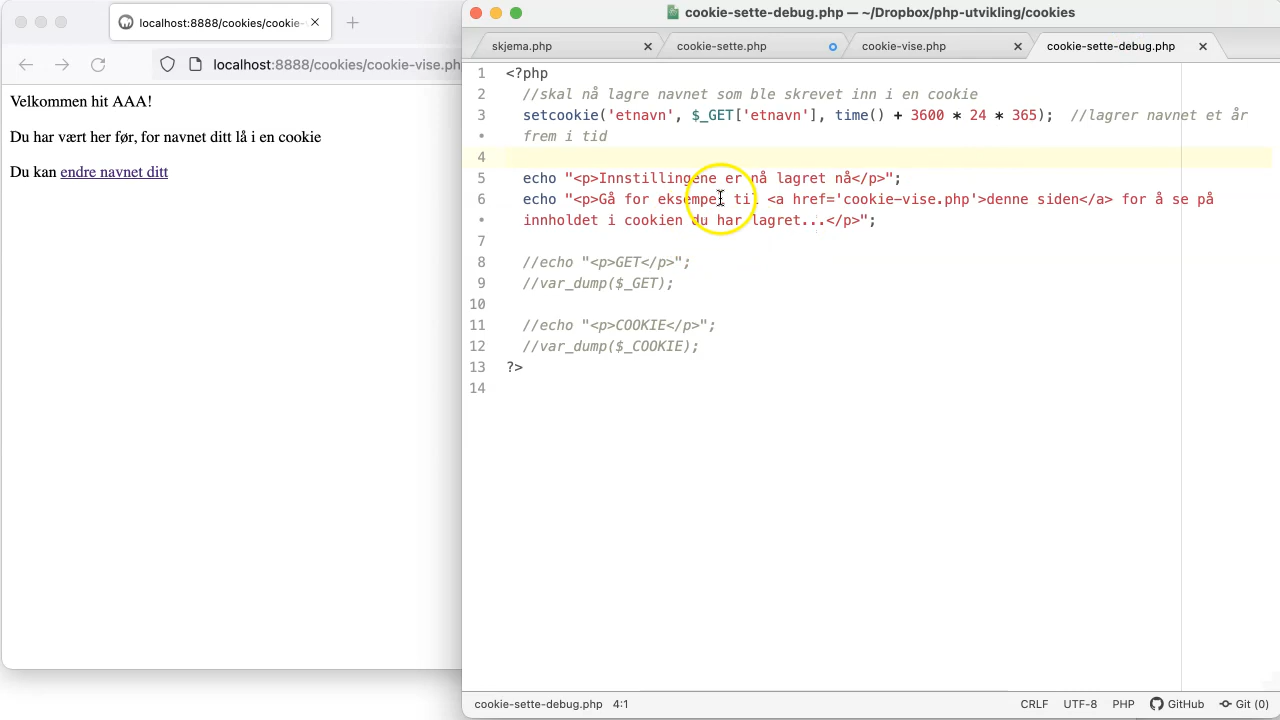 localhost:8888/cookies/cookie-
localhost:8888/cookies/cookie-vise.ph
Velkommen hit AAA!
Du har vært her før, for navnet ditt lå i en cookie
Du kan endre navnet ditt
cookie-sette-debug.php — ~/Dropbox/php-utvikling/cookies
skjema.php
cookie-sette.php
cookie-vise.php
cookie-sette-debug.php
1 <?php
2 //skal nå lagre navnet som ble skrevet inn i en cookie
3 setcookie('etnavn', $_GET['etnavn'], time() + 3600 * 24 * 365); //lagrer navnet et år
• frem i tid
4
5 echo "<p>Innstillingene er nå lagret nå</p>";
6 echo "<p>Gå for eksempel til <a href='cookie-vise.php'>denne siden</a> for å se på
• innholdet i cookien du har lagret...</p>";
7
8 //echo "<p>GET</p>";
9 //var_dump($_GET);
10
11 //echo "<p>COOKIE</p>";
12 //var_dump($_COOKIE);
13 ?>
14
cookie-sette-debug.php 4:1
CRLF UTF-8 PHP GitHub Git (0)